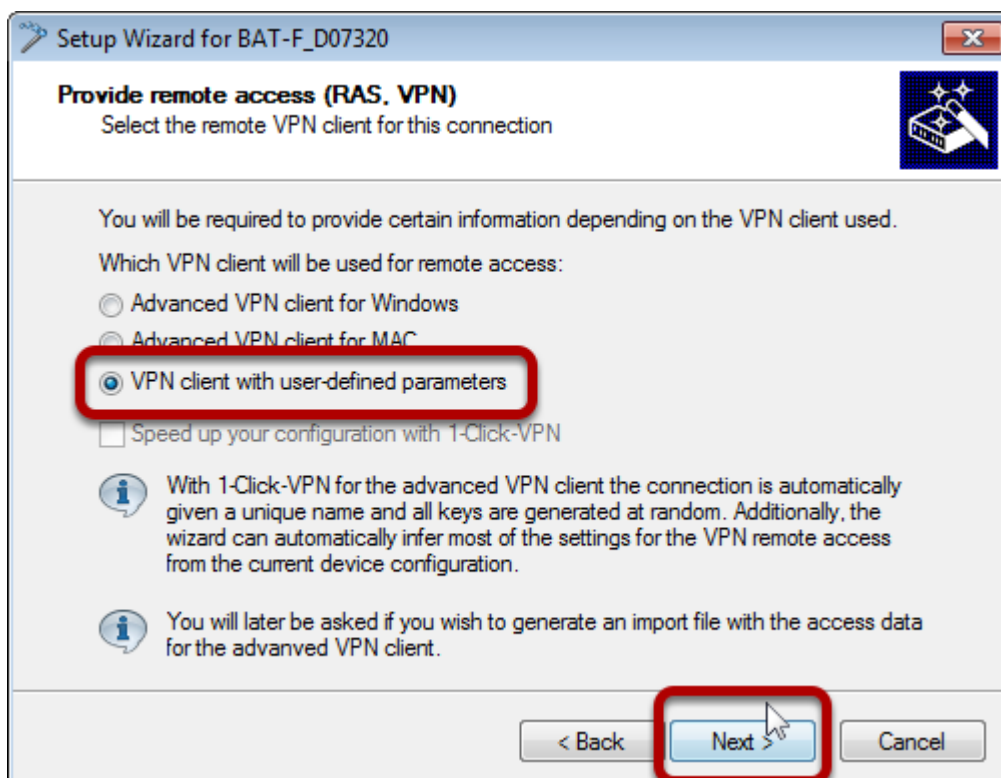 Setup Wizard for BAT-F_D07320
Provide remote access (RAS, VPN)
Select the remote VPN client for this connection
You will be required to provide certain information depending on the VPN client used.
Which VPN client will be used for remote access:
Advanced VPN client for Windows
Advanced VPN client for MAC
VPN client with user-defined parameters
Speed up your configuration with 1-Click-VPN
With 1-Click-VPN for the advanced VPN client the connection is automatically
given a unique name and all keys are generated at random. Additionally, the
wizard can automatically infer most of the settings for the VPN remote access
from the current device configuration.
You will later be asked if you wish to generate an import file with the access data
for the advanved VPN client.
< Back
Next >
Cancel